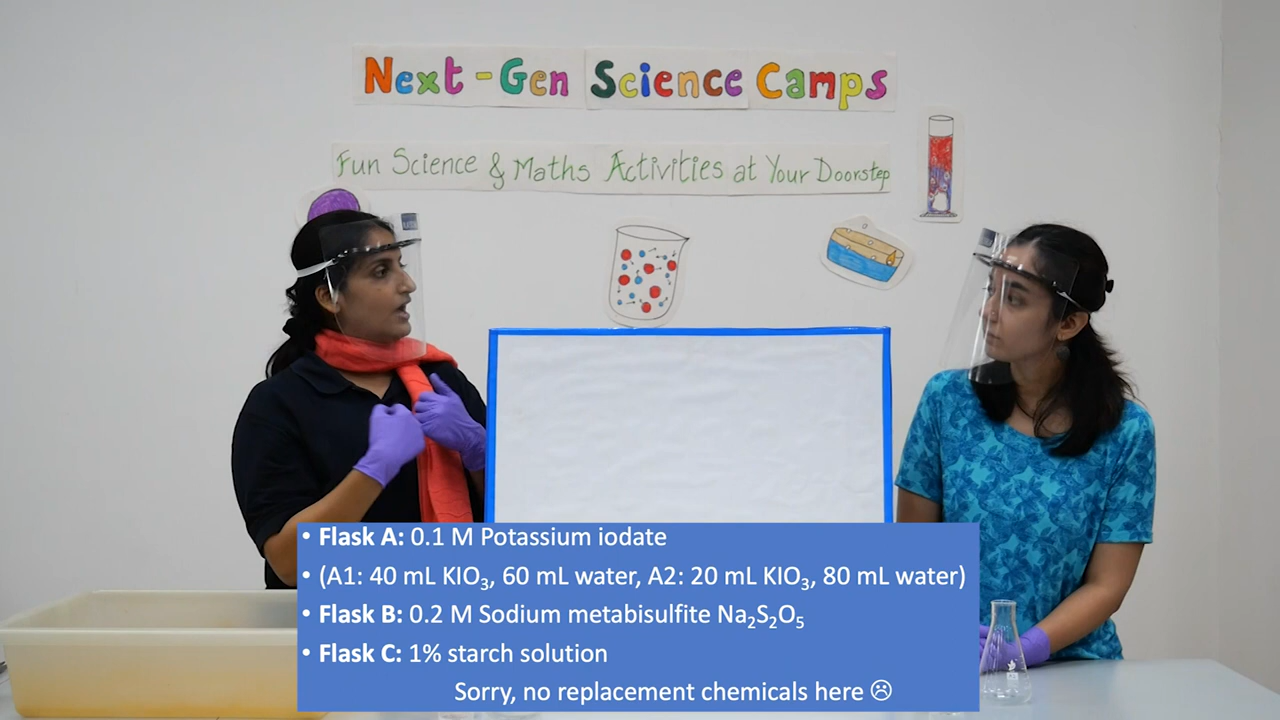 Next-Gen Science Camps
Fun Science & Maths Activities at Your Doorstep
• Flask A: 0.1 M Potassium iodate
• (A1: 40 mL KIO₃, 60 mL water, A2: 20 mL KIO₃, 80 mL water)
• Flask B: 0.2 M Sodium metabisulfite Na₂S₂O₅
• Flask C: 1% starch solution
Sorry, no replacement chemicals here ☹